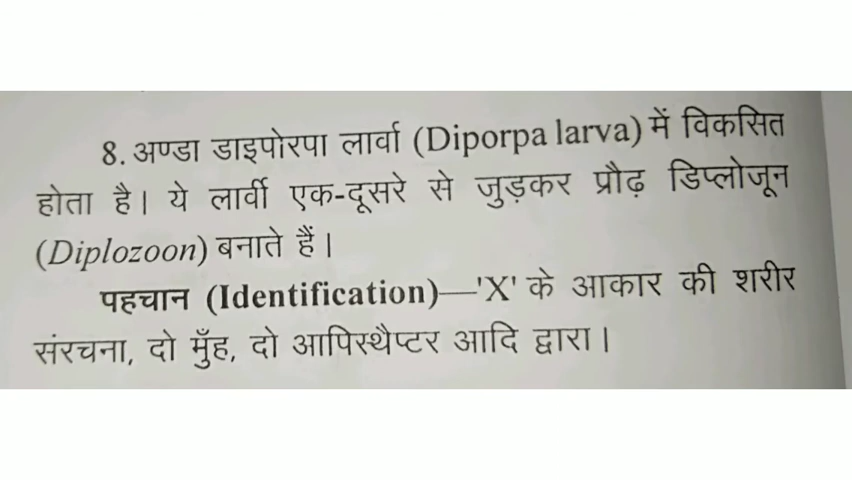 8. अण्डा डाइपोरपा लार्वा (Diporpa larva) में विकसित
होता है। ये लार्वी एक-दूसरे से जुड़कर प्रौढ़ डिप्लोजून
(Diplozoon) बनाते हैं।
पहचान (Identification)—'X' के आकार की शरीर
संरचना, दो मुँह, दो आपिस्थैप्टर आदि द्वारा।